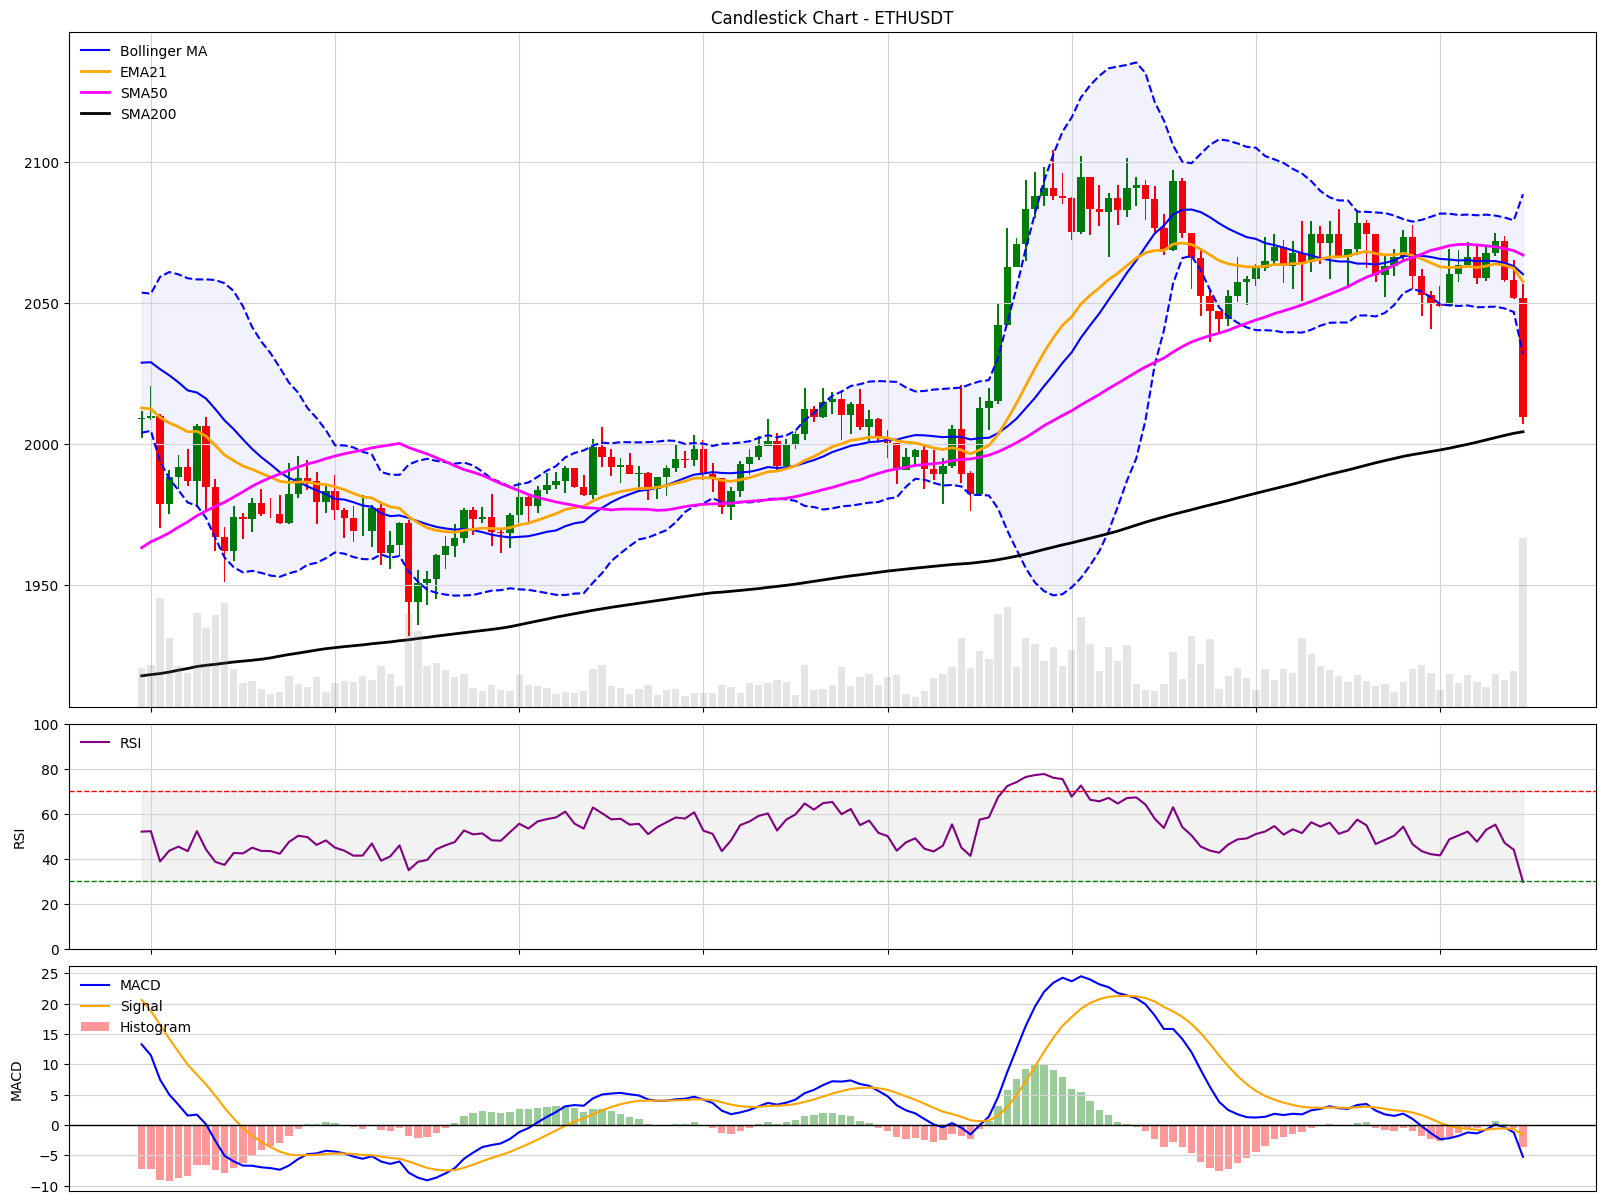 Candlestick Chart - ETHUSDT
Bollinger MA
EMA21
SMA50
SMA200
2100
2050
2000
1950
100
80
60
40
20
0
RSI
RSI
25
20
15
10
5
0
−5
−10
MACD
MACD
Signal
Histogram